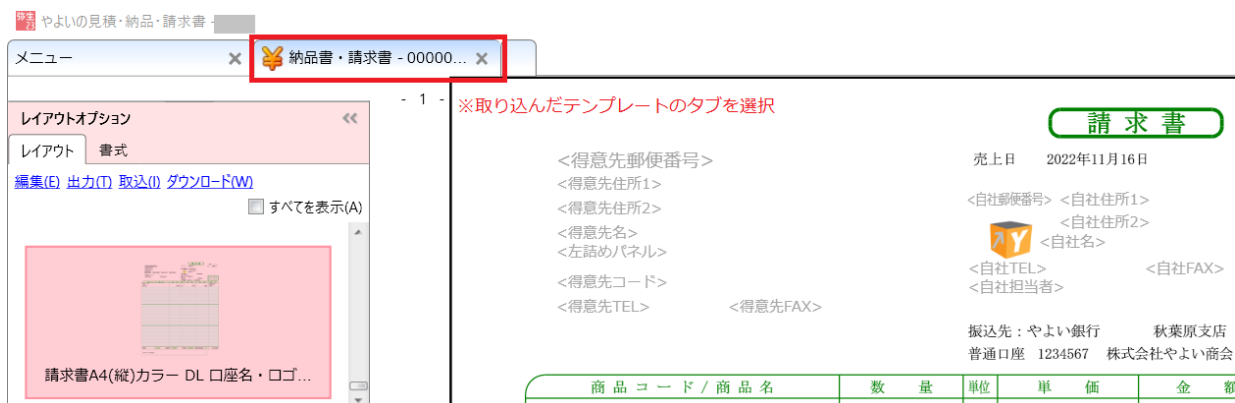 弥生 23 やよいの見積・納品・請求書 -
メニュー × 納品書・請求書 - 00000... ×
レイアウトオプション <<
レイアウト 書式
編集(E) 出力(T) 取込(I) ダウンロード(W)
すべてを表示(A)
請求書A4(縦)カラー DL 口座名・ロゴ...
- 1 -
※取り込んだテンプレートのタブを選択
請求書
<得意先郵便番号>
<得意先住所1>
<得意先住所2>
<得意先名>
<左詰めパネル>
<得意先コード>
<得意先TEL> <得意先FAX>
売上日 2022年11月16日
<自社郵便番号> <自社住所1>
<自社住所2>
<自社名>
<自社TEL> <自社FAX>
<自社担当者>
振込先：やよい銀行 秋葉原支店
普通口座 1234567 株式会社やよい商会
商品コード/商品名 数量 単位 単価 金額